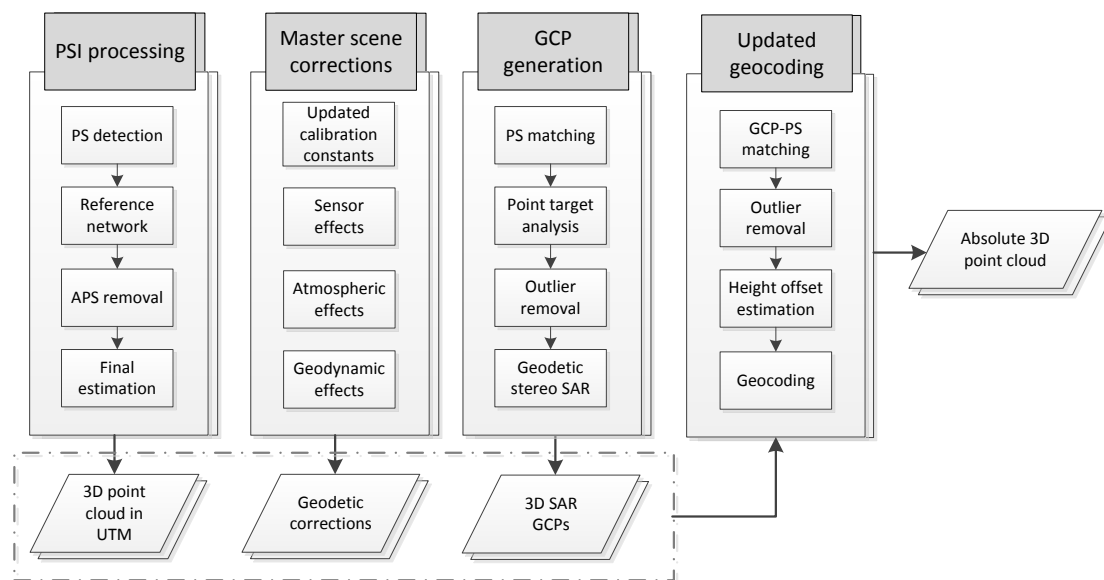 PSI processing
PS detection
Reference
network
APS removal
Final
estimation
3D point
cloud in
UTM
Master scene
corrections
Updated
calibration
constants
Sensor
effects
Atmospheric
effects
Geodynamic
effects
Geodetic
corrections
GCP
generation
PS matching
Point target
analysis
Outlier
removal
Geodetic
stereo SAR
3D SAR
GCPs
Updated
geocoding
GCP-PS
matching
Outlier
removal
Height offset
estimation
Geocoding
Absolute 3D
point cloud